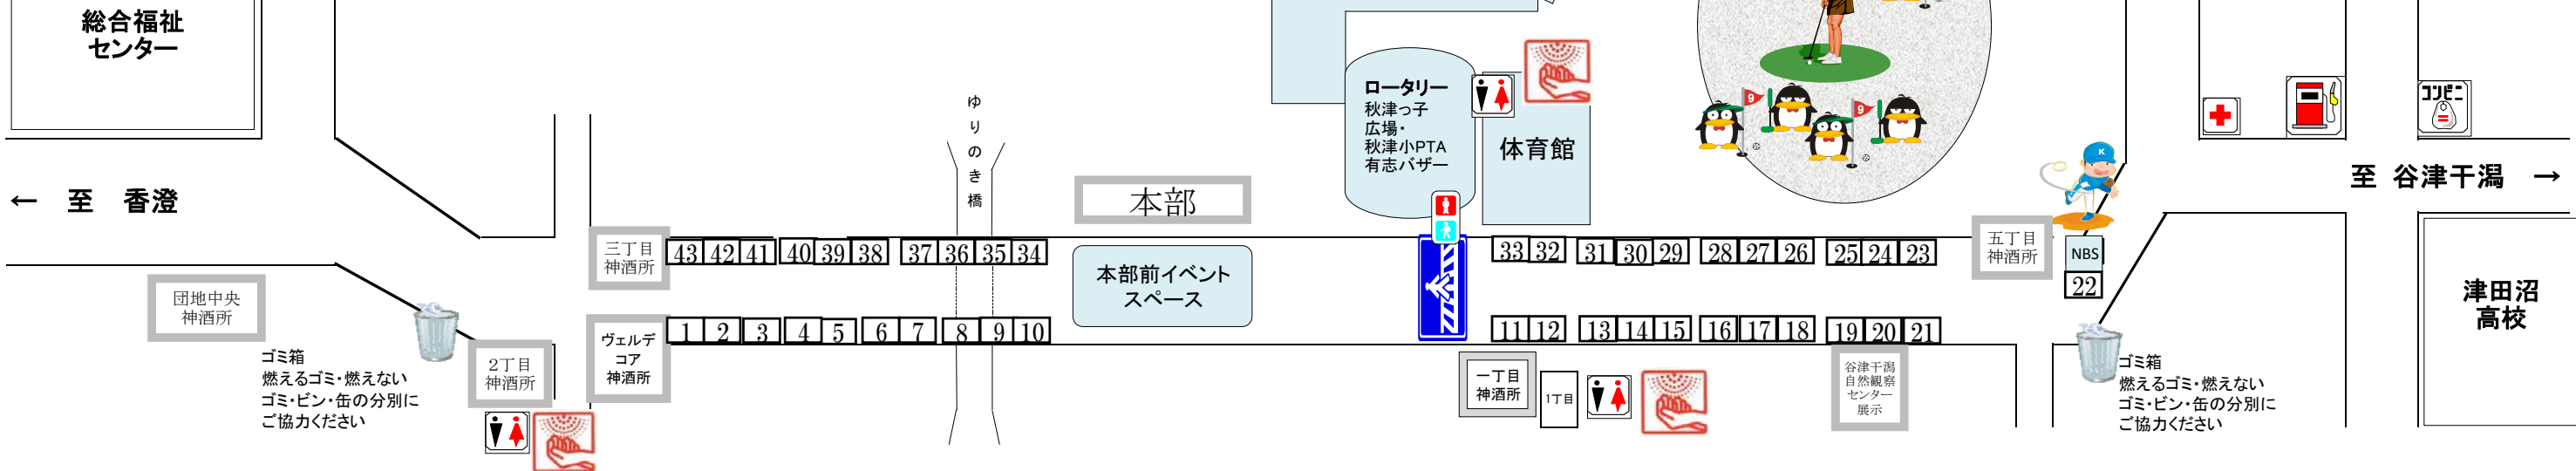 総合福祉
センター
← 至 香澄
団地中央
神酒所
ゴミ箱
燃えるゴミ・燃えない
ゴミ・ビン・缶の分別に
ご協力ください
2丁目
神酒所
三丁目
神酒所
ヴェルデ
コア
神酒所
43 42 41 40 39 38 37 36 35 34
1 2 3 4 5 6 7 8 9 10
ゆりのき橋
本部
本部前イベント
スペース
ロータリー
秋津っ子
広場・
秋津小PTA
有志バザー
体育館
33 32 31 30 29 28 27 26 25 24 23
11 12 13 14 15 16 17 18 19 20 21
一丁目
神酒所
1丁目
谷津干潟
自然観察
センター
展示
9
9
五丁目
神酒所
K
NBS
22
ゴミ箱
燃えるゴミ・燃えない
ゴミ・ビン・缶の分別に
ご協力ください
コンビニ
至 谷津干潟 →
津田沼
高校